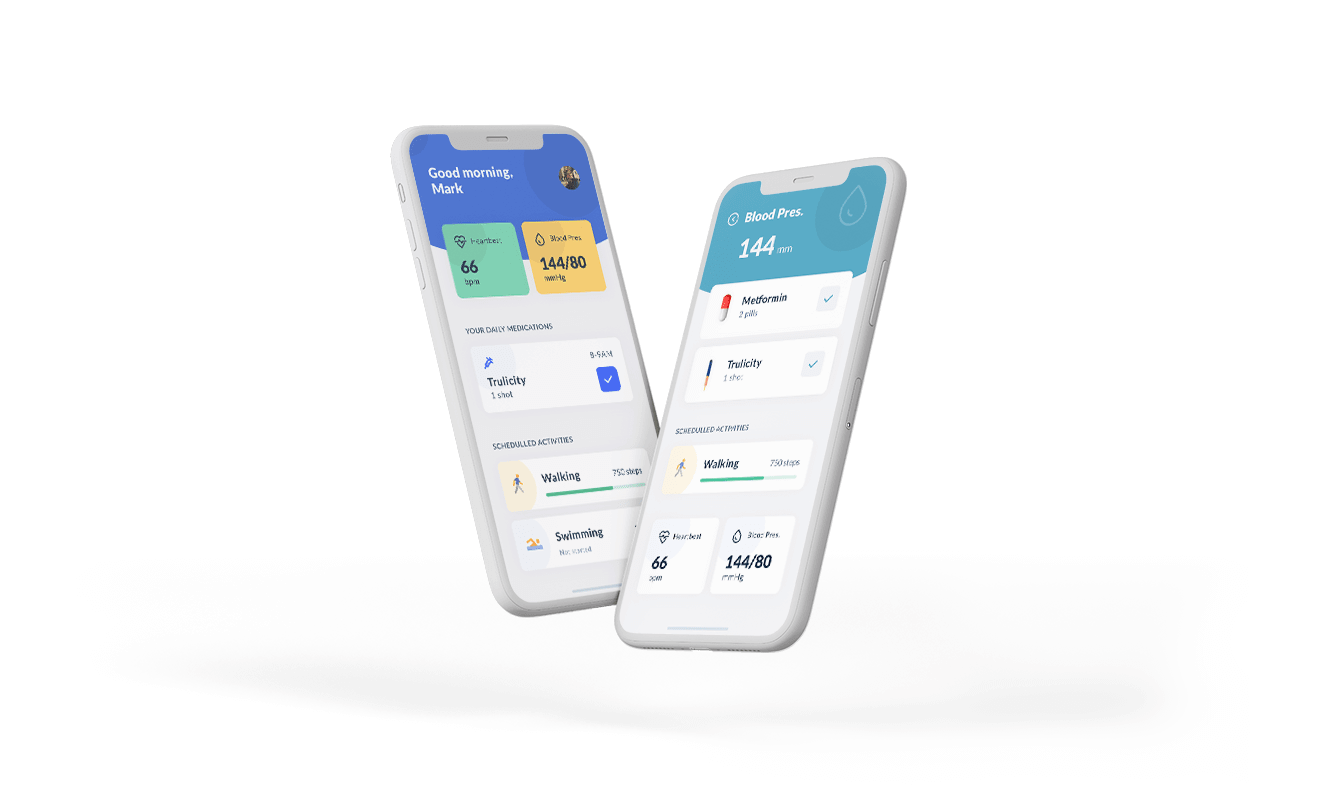 Good morning,
Mark
Heartbeat
Blood Pres.
66
144/80
bpm
mmHg
YOUR DAILY MEDICATIONS
8-9AM
Trulicity
1 shot
SCHEDULLED ACTIVITIES
Walking
750 steps
Swimming
Not started
Blood Pres.
144 mm
Metformin
2 pills
Trulicity
1 shot
SCHEDULLED ACTIVITIES
Walking
750 steps
Heartbeat
Blood Pres.
66
144/80
bpm
mmHg